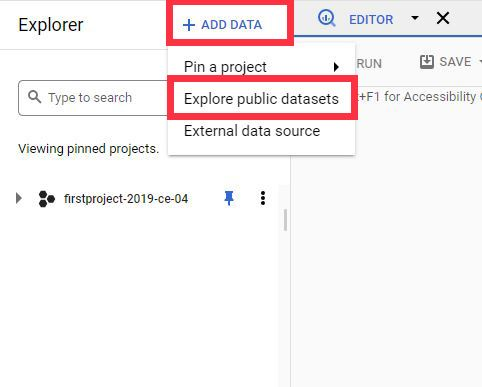 Explorer
+ ADD DATA
EDITOR
Pin a project
RUN
SAVE
Type to search
Explore public datasets
+F1 for Accessibility
External data source
Viewing pinned projects.
firstproject-2019-ce-04